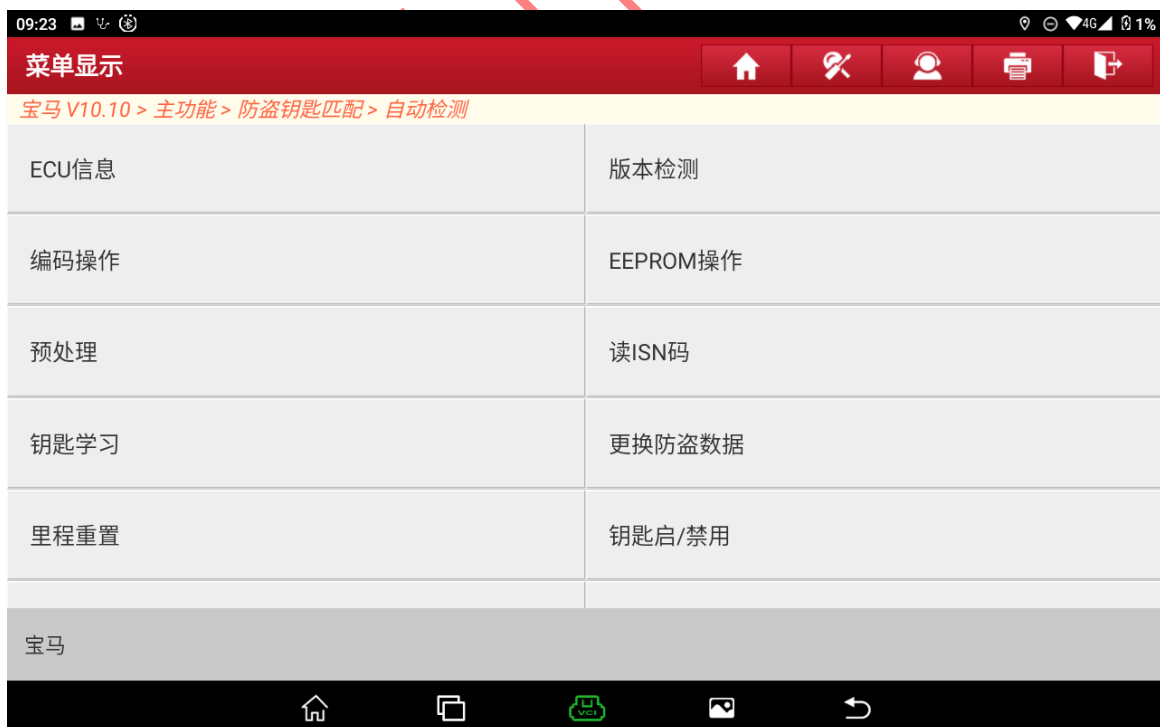 09:23 4G 1%
菜单显示
宝马 V10.10 > 主功能 > 防盗钥匙匹配 > 自动检测
ECU信息 版本检测
编码操作 EEPROM操作
预处理 读ISN码
钥匙学习 更换防盗数据
里程重置 钥匙启/禁用
宝马
VCI